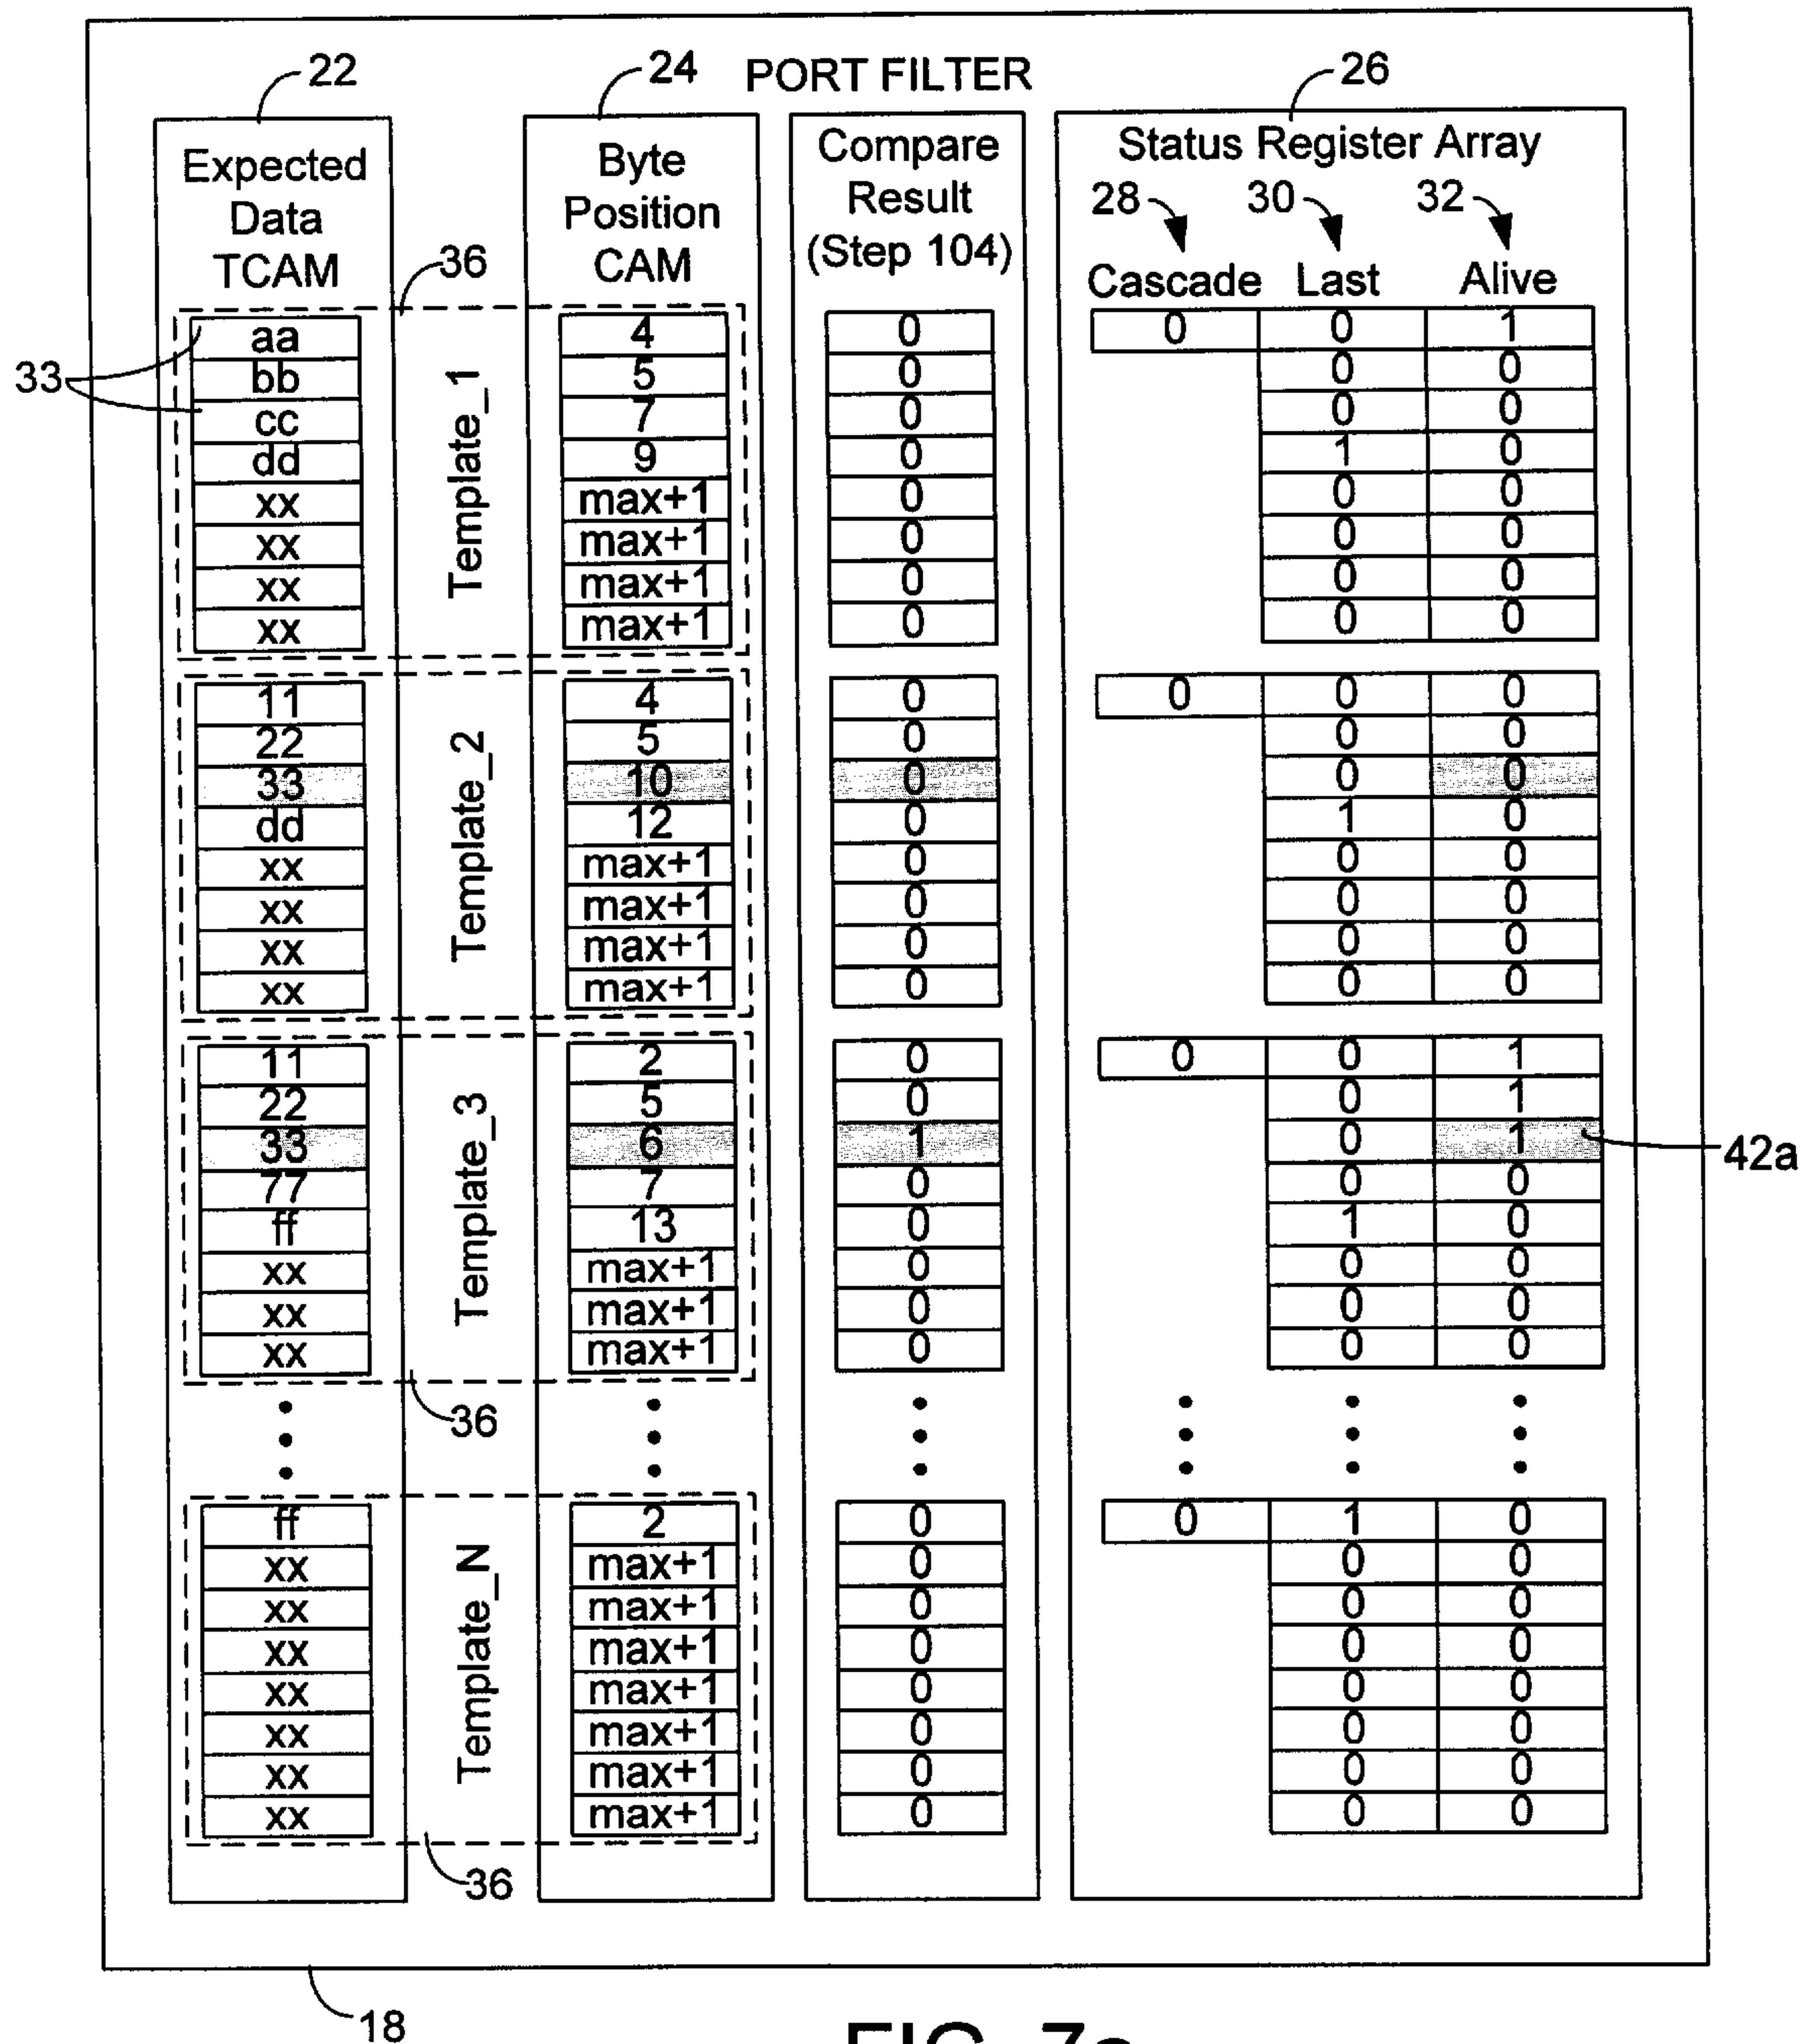 PORT FILTER
22
24
26
Expected
Data
TCAM
Byte
Position
CAM
Compare
Result
(Step 104)
Status Register Array
28
30
32
Cascade Last Alive
36
33
Template_1
aa 4 0 0 0 1
bb 5 0 0 0
cc 7 0 0 0
dd 9 0 1 0
xx max+1 0 0 0
xx max+1 0 0 0
xx max+1 0 0 0
xx max+1 0 0 0
Template_2
11 4 0 0 0 0
22 5 0 0 0
33 10 0 0 0
dd 12 0 1 0
xx max+1 0 0 0
xx max+1 0 0 0
xx max+1 0 0 0
xx max+1 0 0 0
Template_3
11 2 0 0 0 1
22 5 0 0 1
33 6 1 0 1
42a
77 7 0 0 0
ff 13 0 1 0
xx max+1 0 0 0
xx max+1 0 0 0
xx max+1 0 0 0
36
Template_N
ff 2 0 0 1 0
xx max+1 0 0 0
xx max+1 0 0 0
xx max+1 0 0 0
xx max+1 0 0 0
xx max+1 0 0 0
xx max+1 0 0 0
xx max+1 0 0 0
36
18